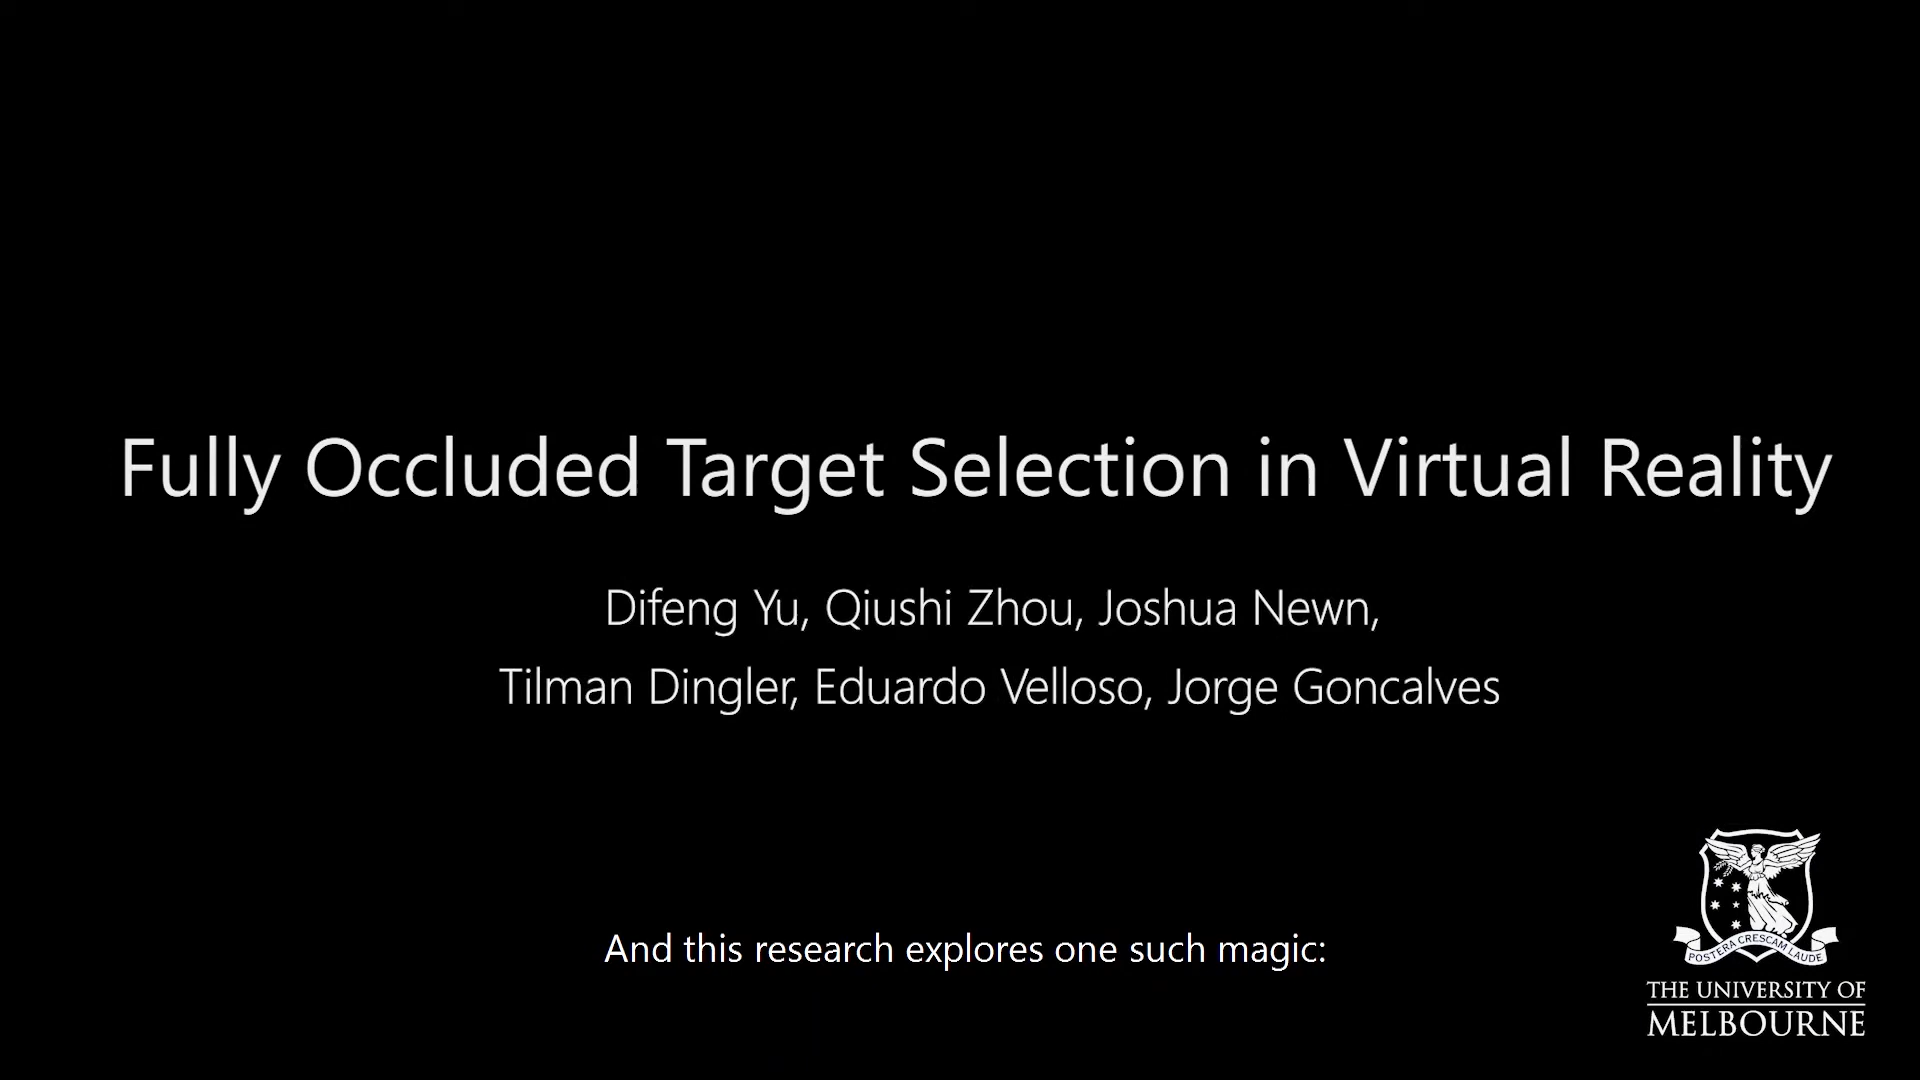 Fully Occluded Target Selection in Virtual Reality
Difeng Yu, Qiushi Zhou, Joshua Newn,
Tilman Dingler, Eduardo Velloso, Jorge Goncalves
And this research explores one such magic:
POSTERA CRESCAM LAUDE
THE UNIVERSITY OF
MELBOURNE